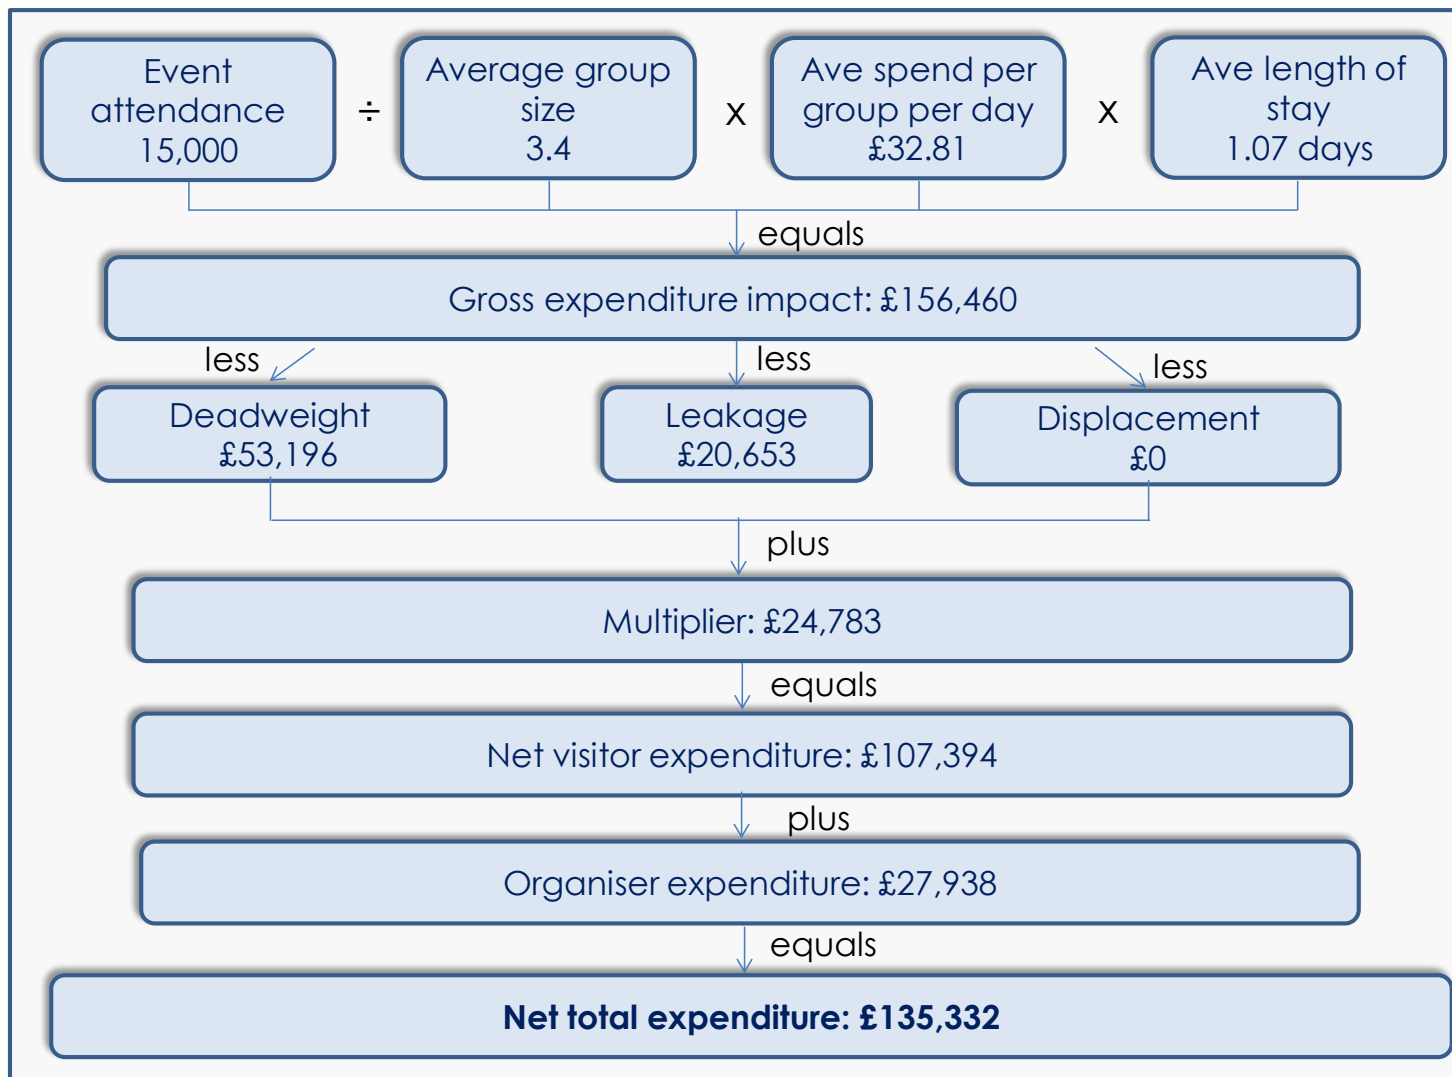 Event
attendance
15,000
÷
Average group
size
3.4
x
Ave spend per
group per day
£32.81
x
Ave length of
stay
1.07 days
equals
Gross expenditure impact: £156,460
less
less
less
Deadweight
£53,196
Leakage
£20,653
Displacement
£0
plus
Multiplier: £24,783
equals
Net visitor expenditure: £107,394
plus
Organiser expenditure: £27,938
equals
Net total expenditure: £135,332